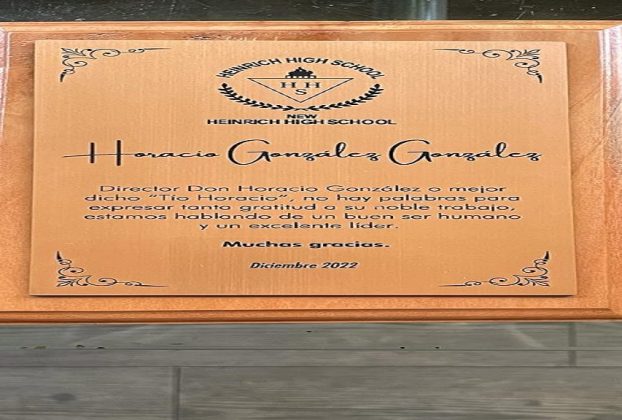 HEINRICH HIGH SCHOOL
H H
S
NEW
HEINRICH HIGH SCHOOL
Horacio González González
Director Don Horacio González o mejor
dicho "Tío Horacio", no hay palabras para
expresar tanto gratitud a su noble trabajo,
estamos hablando de un buen ser humano
y un excelente líder.
Muchas gracias.
Diciembre 2022